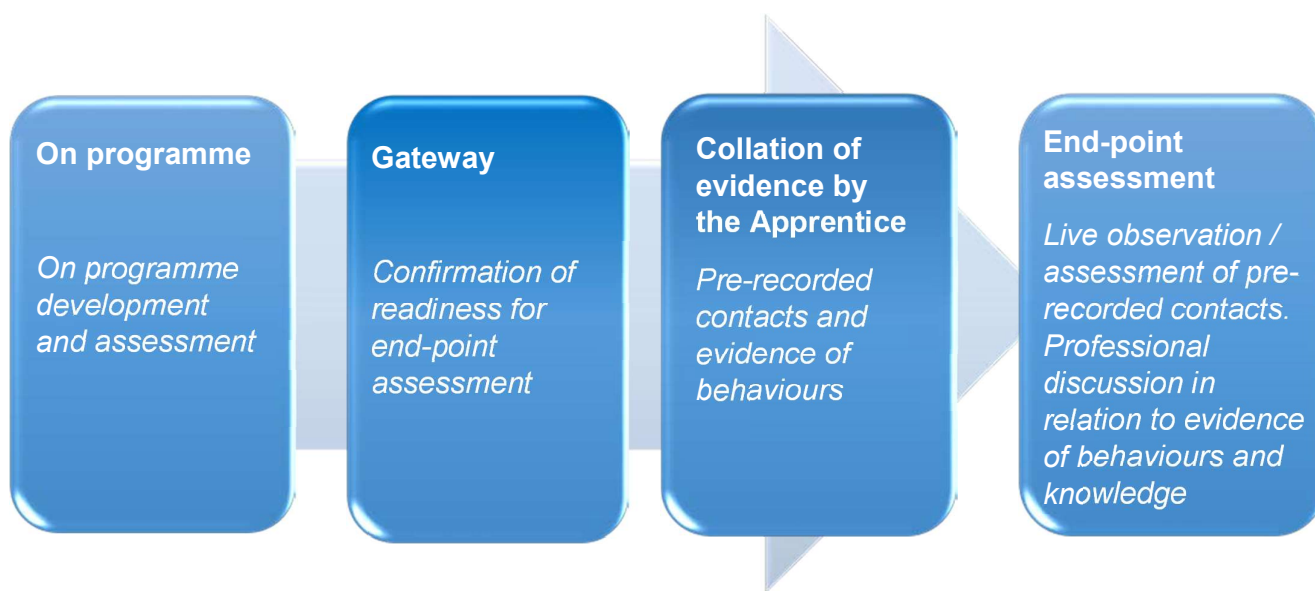 On programme
On programme
development
and assessment
Gateway
Confirmation of
readiness for
end-point
assessment
Collation of
evidence by
the Apprentice
Pre-recorded
contacts and
evidence of
behaviours
End-point
assessment
Live observation /
assessment of pre-
recorded contacts.
Professional
discussion in
relation to evidence
of behaviours and
knowledge